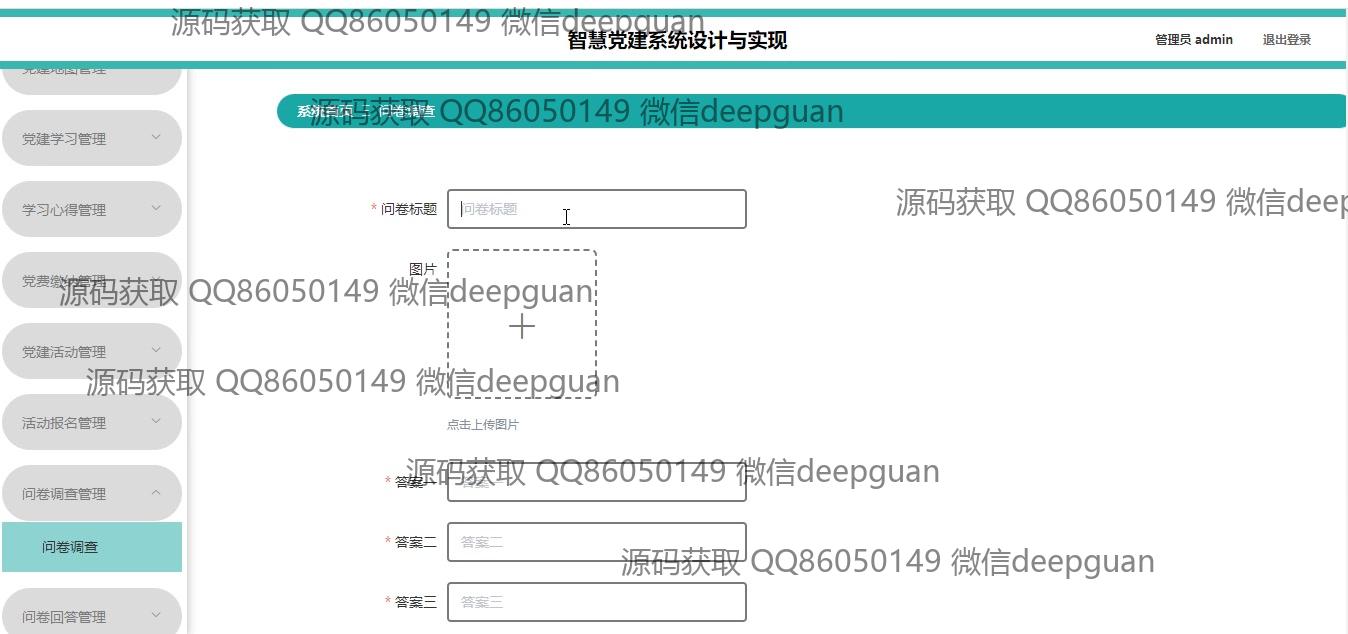 源码获取 QQ86050149 微信deepguan
智慧党建系统设计与实现
管理员 admin
退出登录
党建地图管理
系统首页
问卷调查
源码获取 QQ86050149 微信deepguan
党建学习管理
学习心得管理
* 问卷标题
问卷标题
源码获取 QQ86050149 微信deep
党费缴纳管理
图片
源码获取 QQ86050149 微信deepguan
党建活动管理
源码获取 QQ86050149 微信deepguan
活动报名管理
点击上传图片
源码获取 QQ86050149 微信deepguan
问卷调查管理
* 答案一
答案一
问卷调查
* 答案二
答案二
源码获取 QQ86050149 微信deepguan
* 答案三
答案三
问卷回答管理